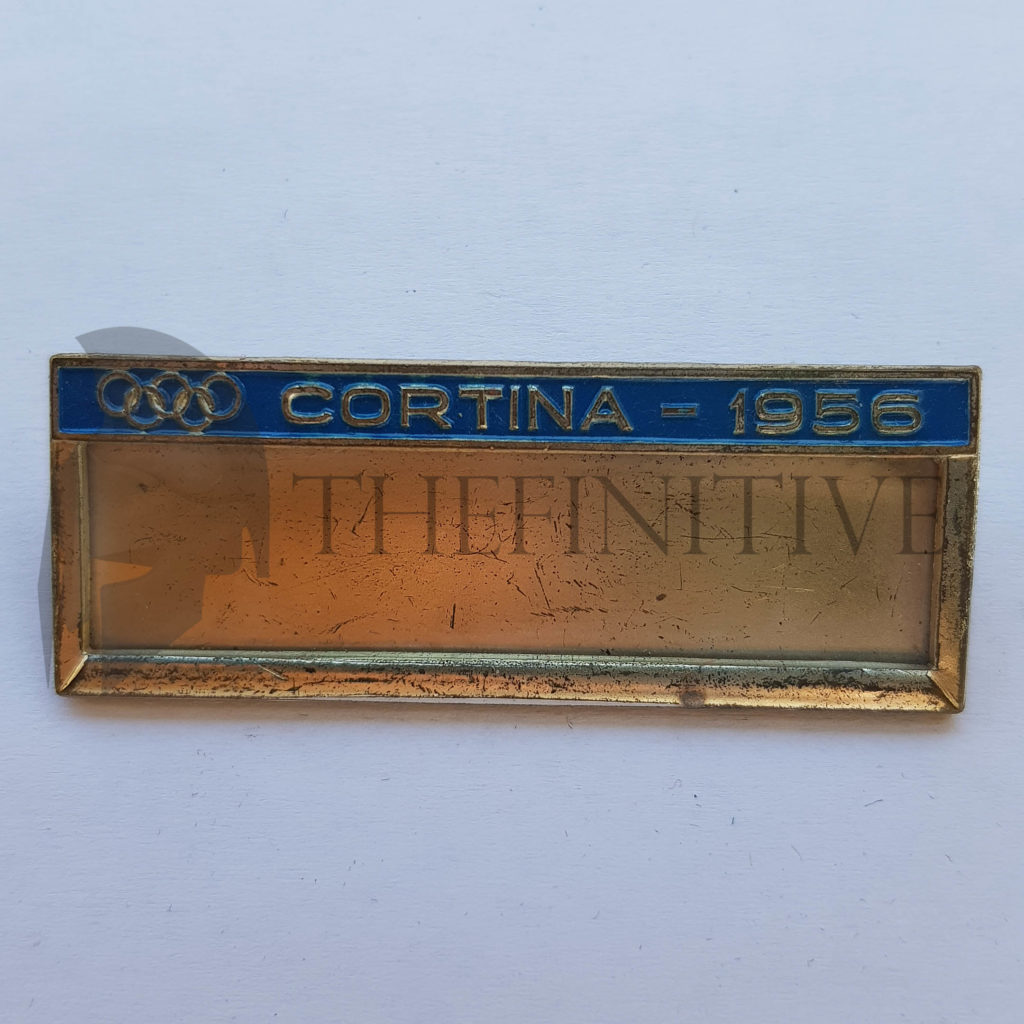 CORTINA - 1956
THEFINITIVE